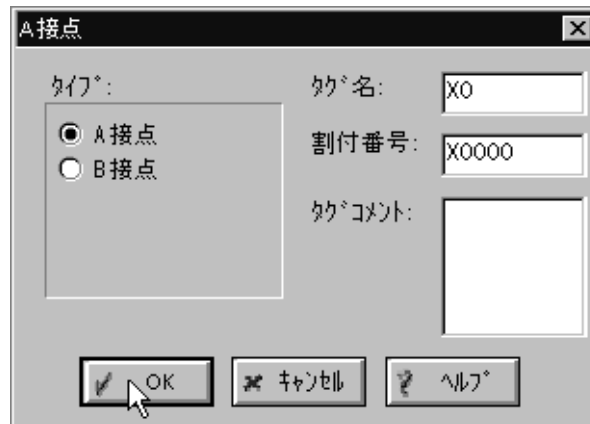 A接点
ﾀｲﾌﾟ:
A接点
B接点
ﾀｸﾞ名:
X0
割付番号:
X0000
ﾀｸﾞｺﾒﾝﾄ:
OK
ｷｬﾝｾﾙ
ﾍﾙﾌﾟ